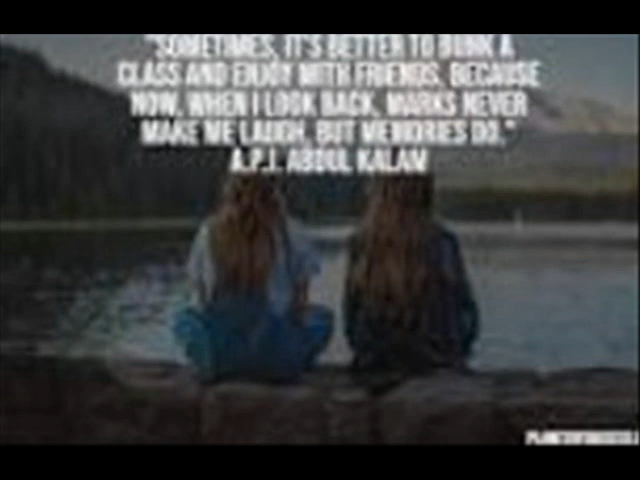 "SOMETIMES, IT'S BETTER TO BUNK A
CLASS AND ENJOY WITH FRIENDS, BECAUSE
NOW, WHEN I LOOK BACK, MARKS NEVER
MAKE ME LAUGH, BUT MEMORIES DO."
A.P.J. ABDUL KALAM